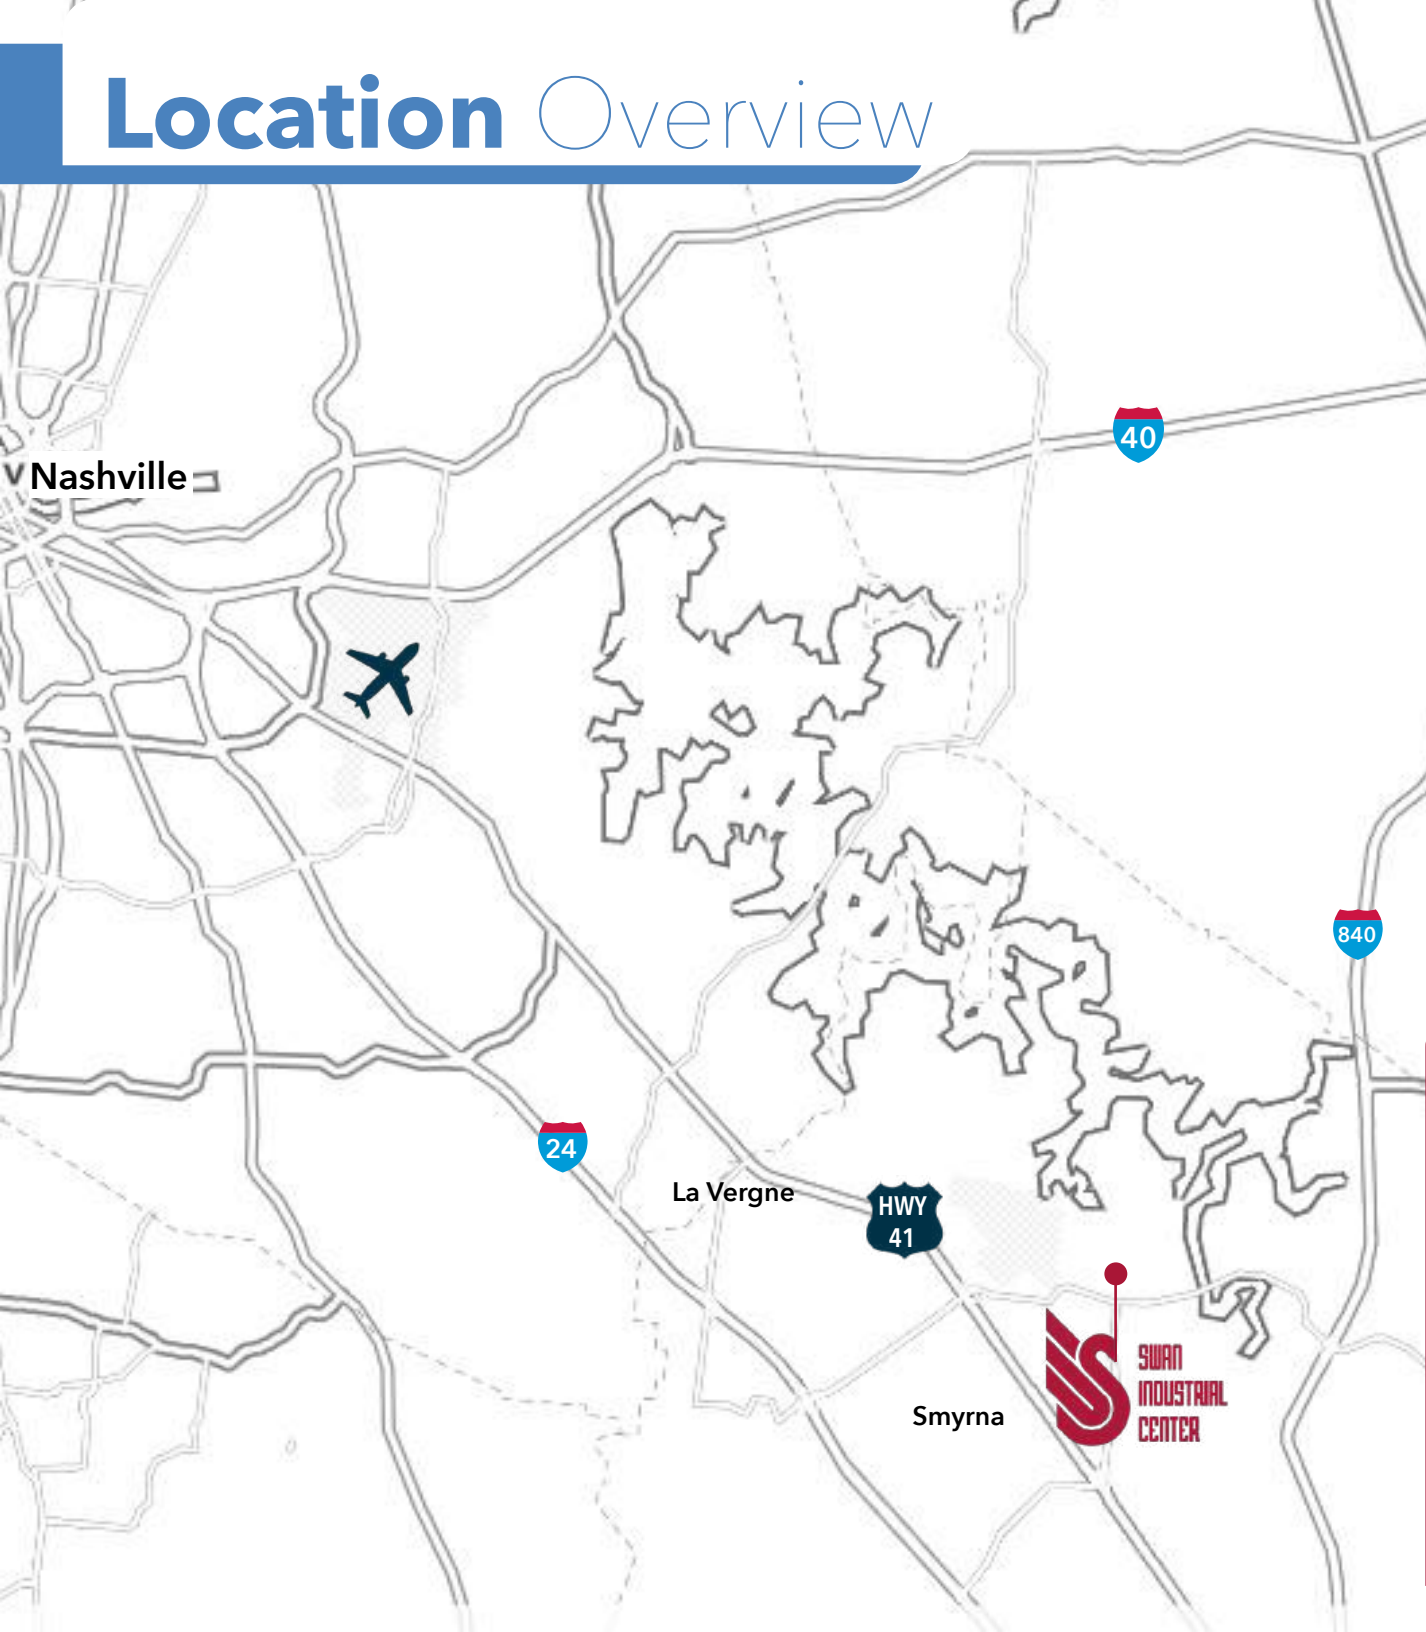 Location Overview
40
Nashville
840
24
La Vergne
HWY
41
SWAN
INDUSTRIAL
CENTER
Smyrna